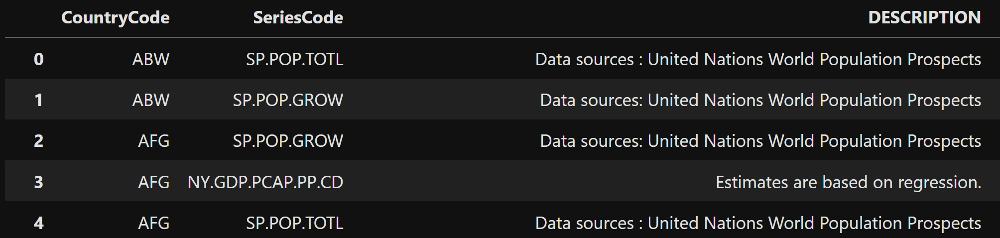 CountryCode SeriesCode DESCRIPTION
0 ABW SP.POP.TOTL Data sources : United Nations World Population Prospects
1 ABW SP.POP.GROW Data sources: United Nations World Population Prospects
2 AFG SP.POP.GROW Data sources: United Nations World Population Prospects
3 AFG NY.GDP.PCAP.PP.CD Estimates are based on regression.
4 AFG SP.POP.TOTL Data sources : United Nations World Population Prospects